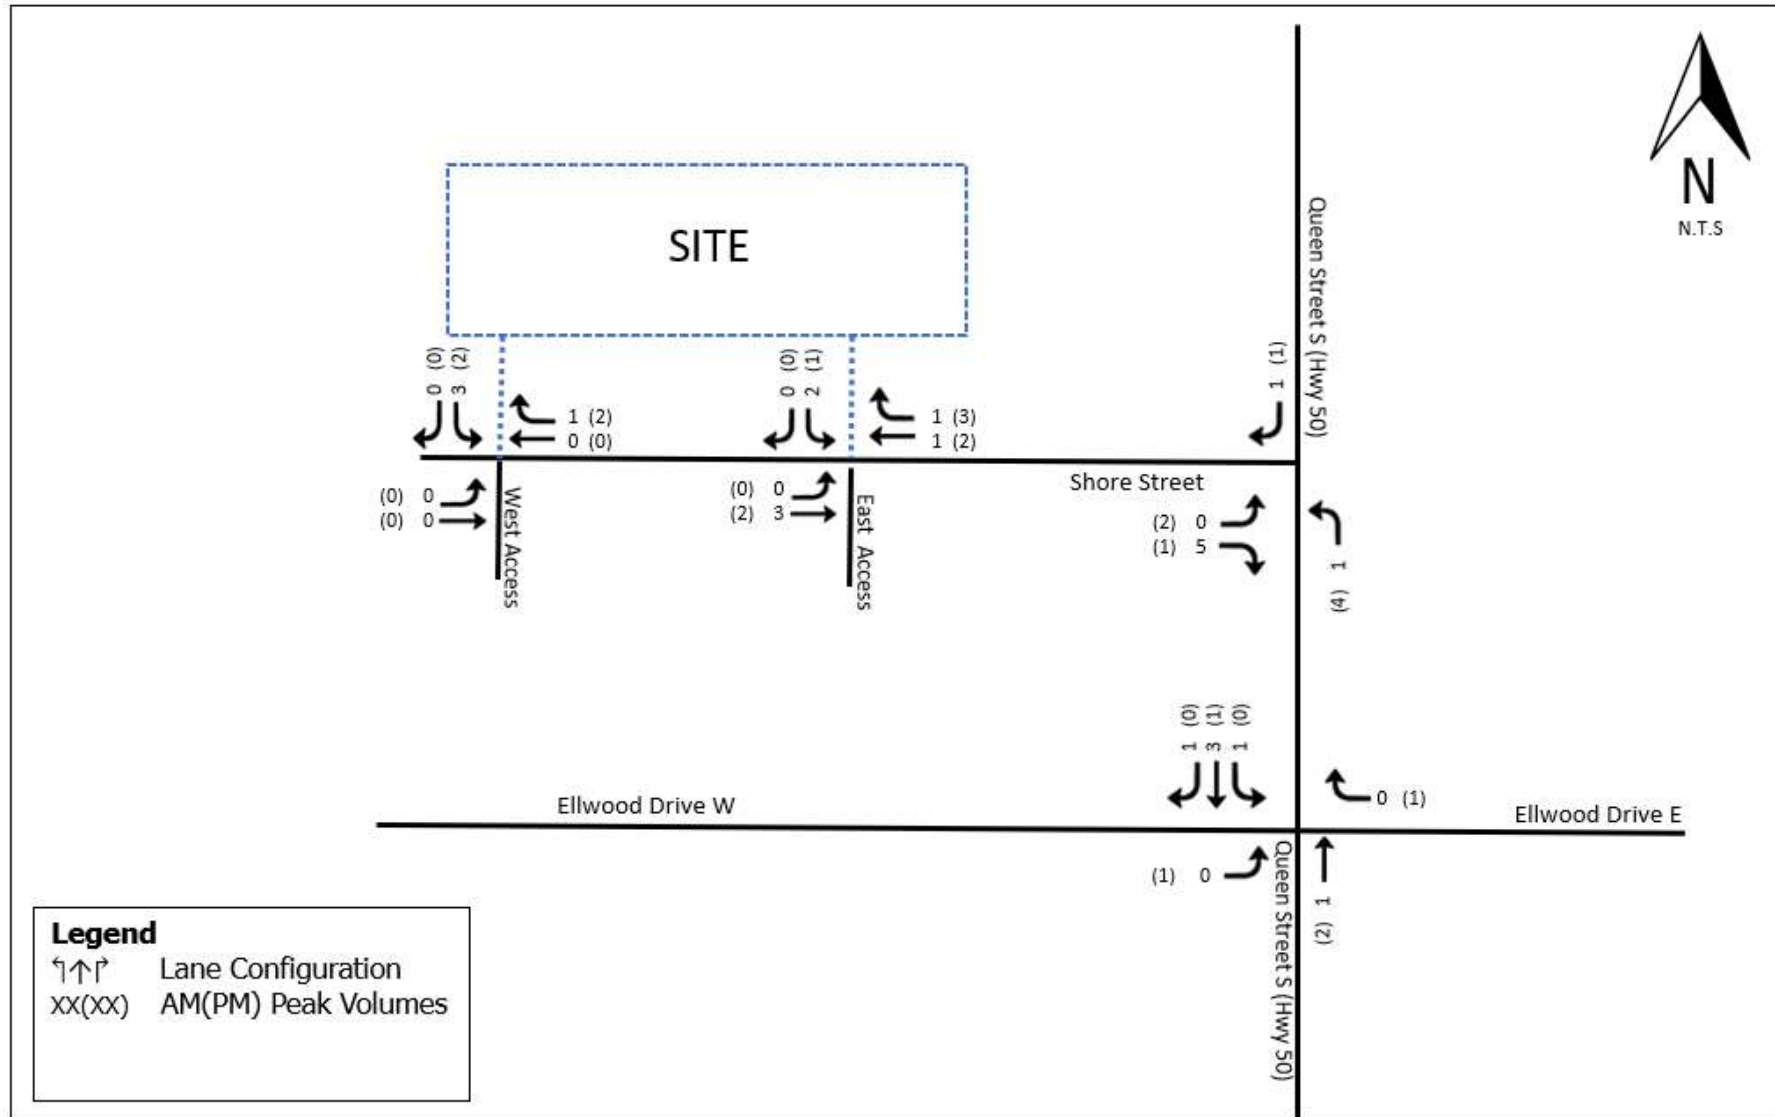 N
N.T.S
Queen Street S (Hwy 50)
SITE
0 (0)
3 (2)
1 (2)
0 (0)
0 (0)
2 (1)
1 (3)
1 (2)
1 (1)
Shore Street
(0) 0
(0) 0
West Access
(0) 0
(2) 3
East Access
(2) 0
(1) 5
(4) 1
1 (0)
3 (1)
1 (0)
0 (1)
Ellwood Drive W
Ellwood Drive E
(1) 0
Queen Street S (Hwy 50)
(2) 1
Legend
Lane Configuration
XX(XX) AM(PM) Peak Volumes